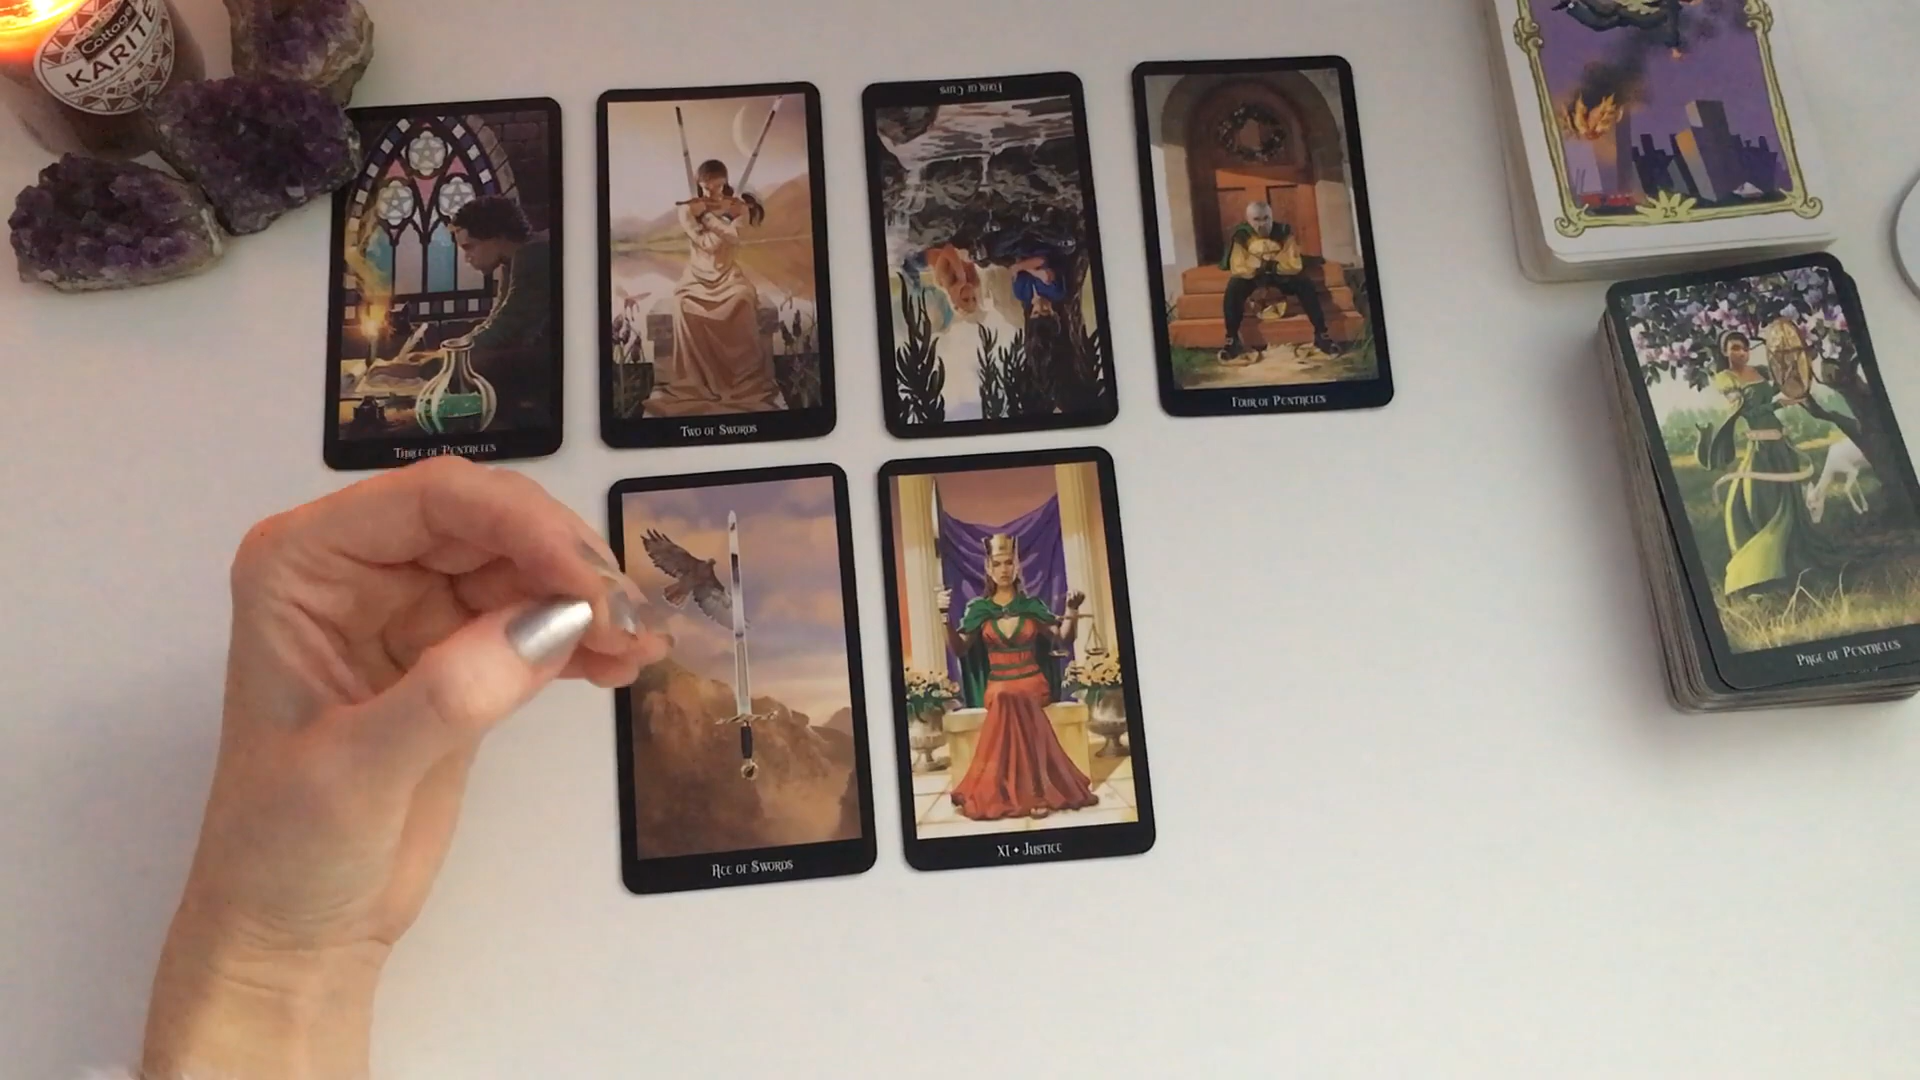 Cottage
KARITE
FOUR OF CUPS
THREE OF PENTACLES
TWO OF SWORDS
FOUR OF PENTACLES
25
PAGE OF PENTACLES
ACE OF SWORDS
XI • JUSTICE